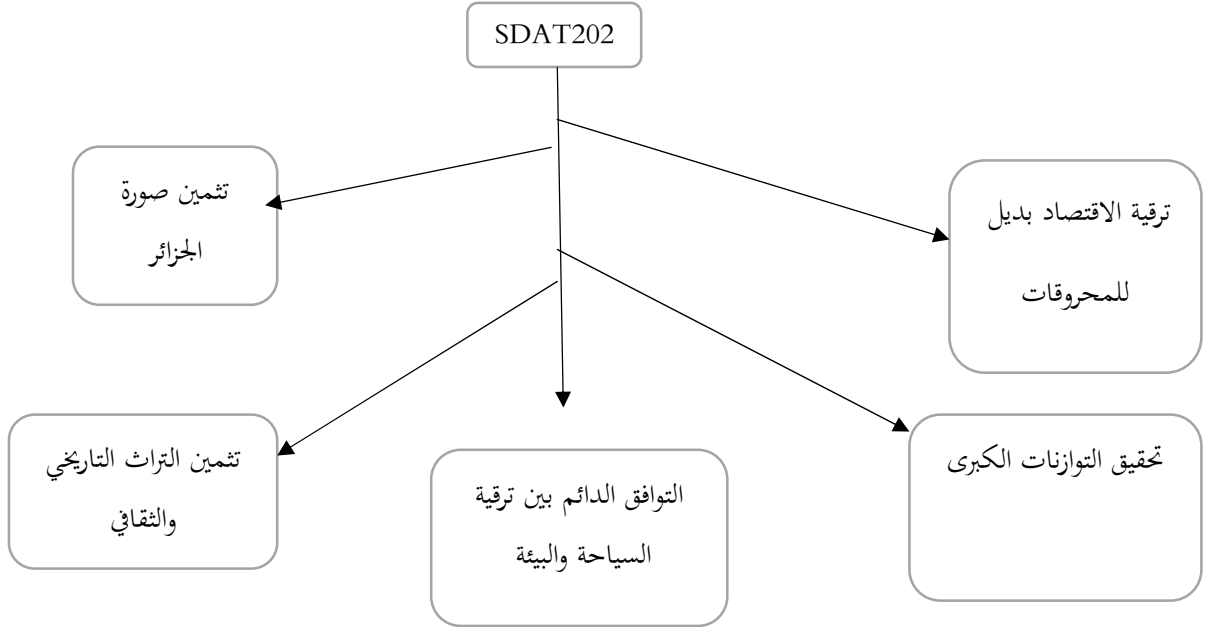 SDAT202
ترقية الاقتصاد بديل
للمحروقات
تثمين صورة
الجزائر
تحقيق التوازنات الكبرى
التوافق الدائم بين ترقية
السياحة والبيئة
تثمين التراث التاريخي
والثقافي